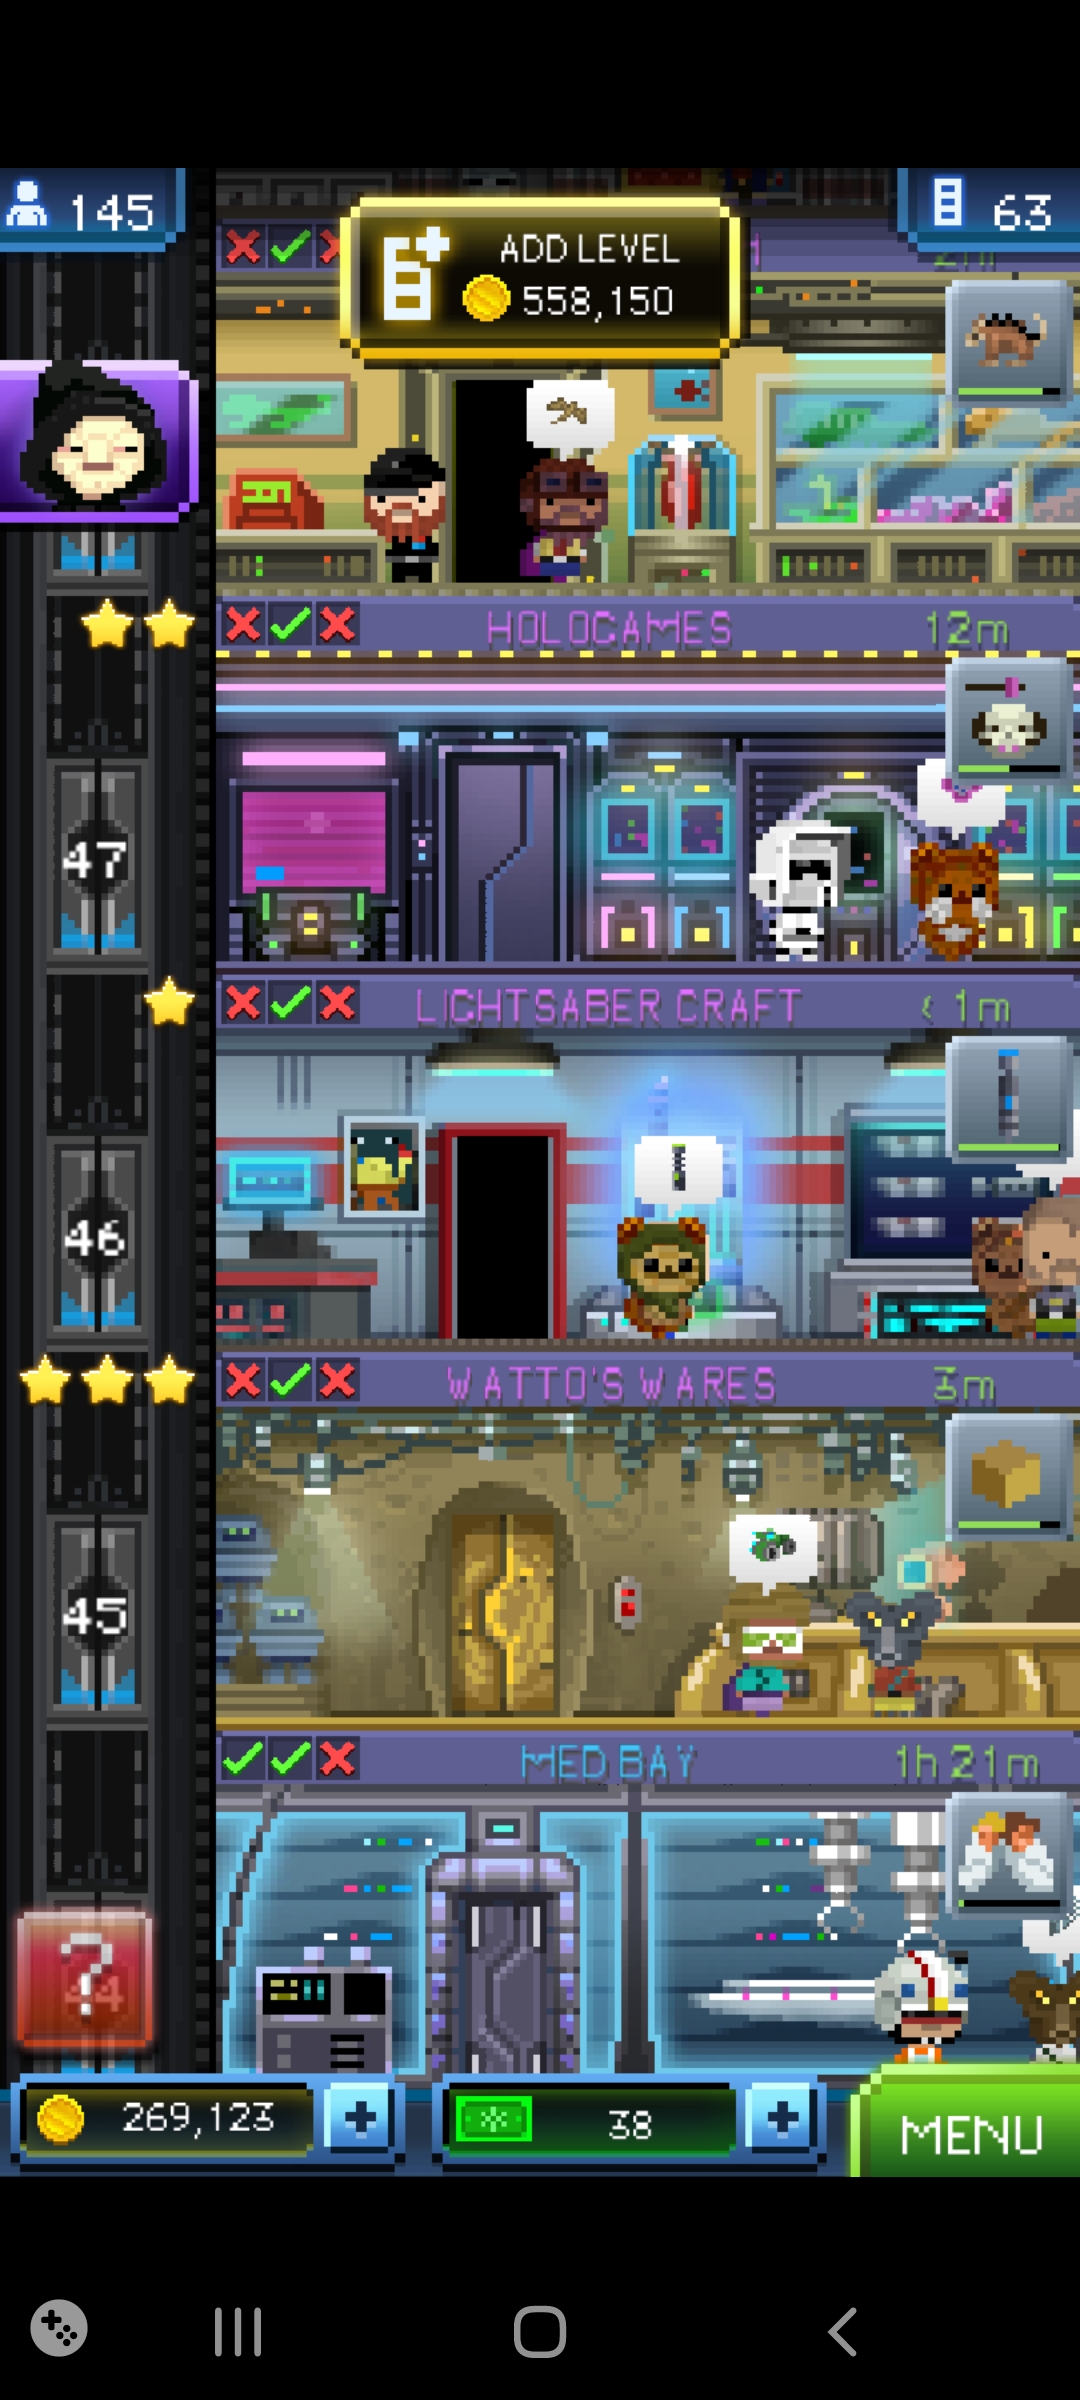 145
63
ADD LEVEL
558,150
HOLOGAMES
12m
47
LIGHTSABER CRAFT
< 1m
46
WATTO'S WARES
3m
45
MED BAY
1h 21m
?
44
269,123
38
MENU